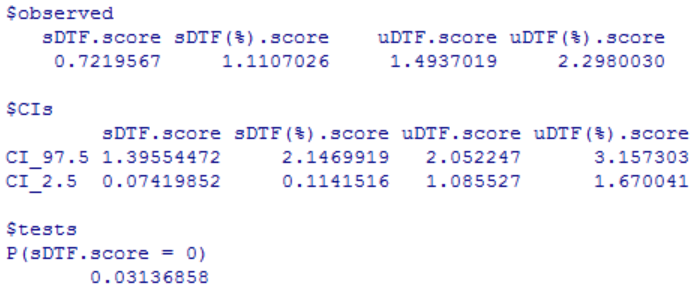 $observed
sDTF.score sDTF(%).score uDTF.score uDTF(%).score
0.7219567 1.1107026 1.4937019 2.2980030
$CIs
sDTF.score sDTF(%).score uDTF.score uDTF(%).score
CI_97.5 1.39554472 2.1469919 2.052247 3.157303
CI_2.5 0.07419852 0.1141516 1.085527 1.670041
$tests
P(sDTF.score = 0)
0.03136858